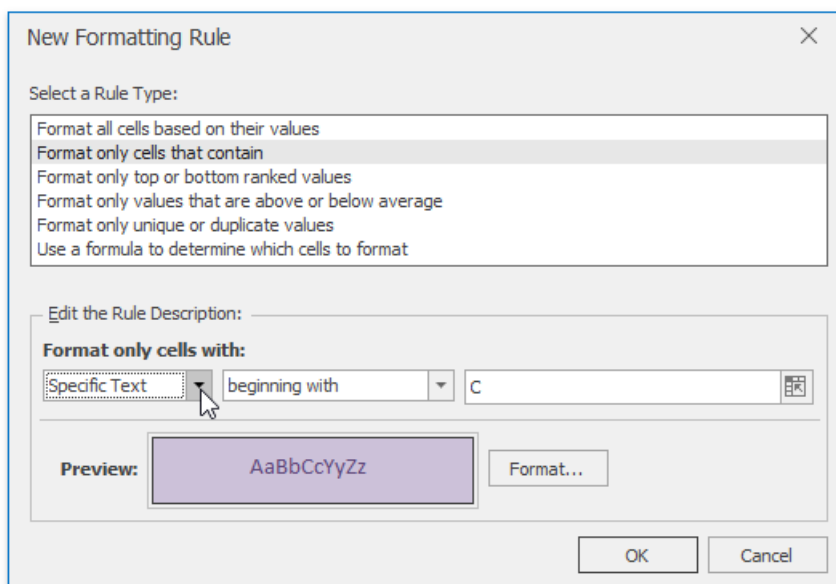 New Formatting Rule
Select a Rule Type:
Format all cells based on their values
Format only cells that contain
Format only top or bottom ranked values
Format only values that are above or below average
Format only unique or duplicate values
Use a formula to determine which cells to format
Edit the Rule Description:
Format only cells with:
Specific Text beginning with C
Preview: AaBbCcYyZz Format...
OK Cancel